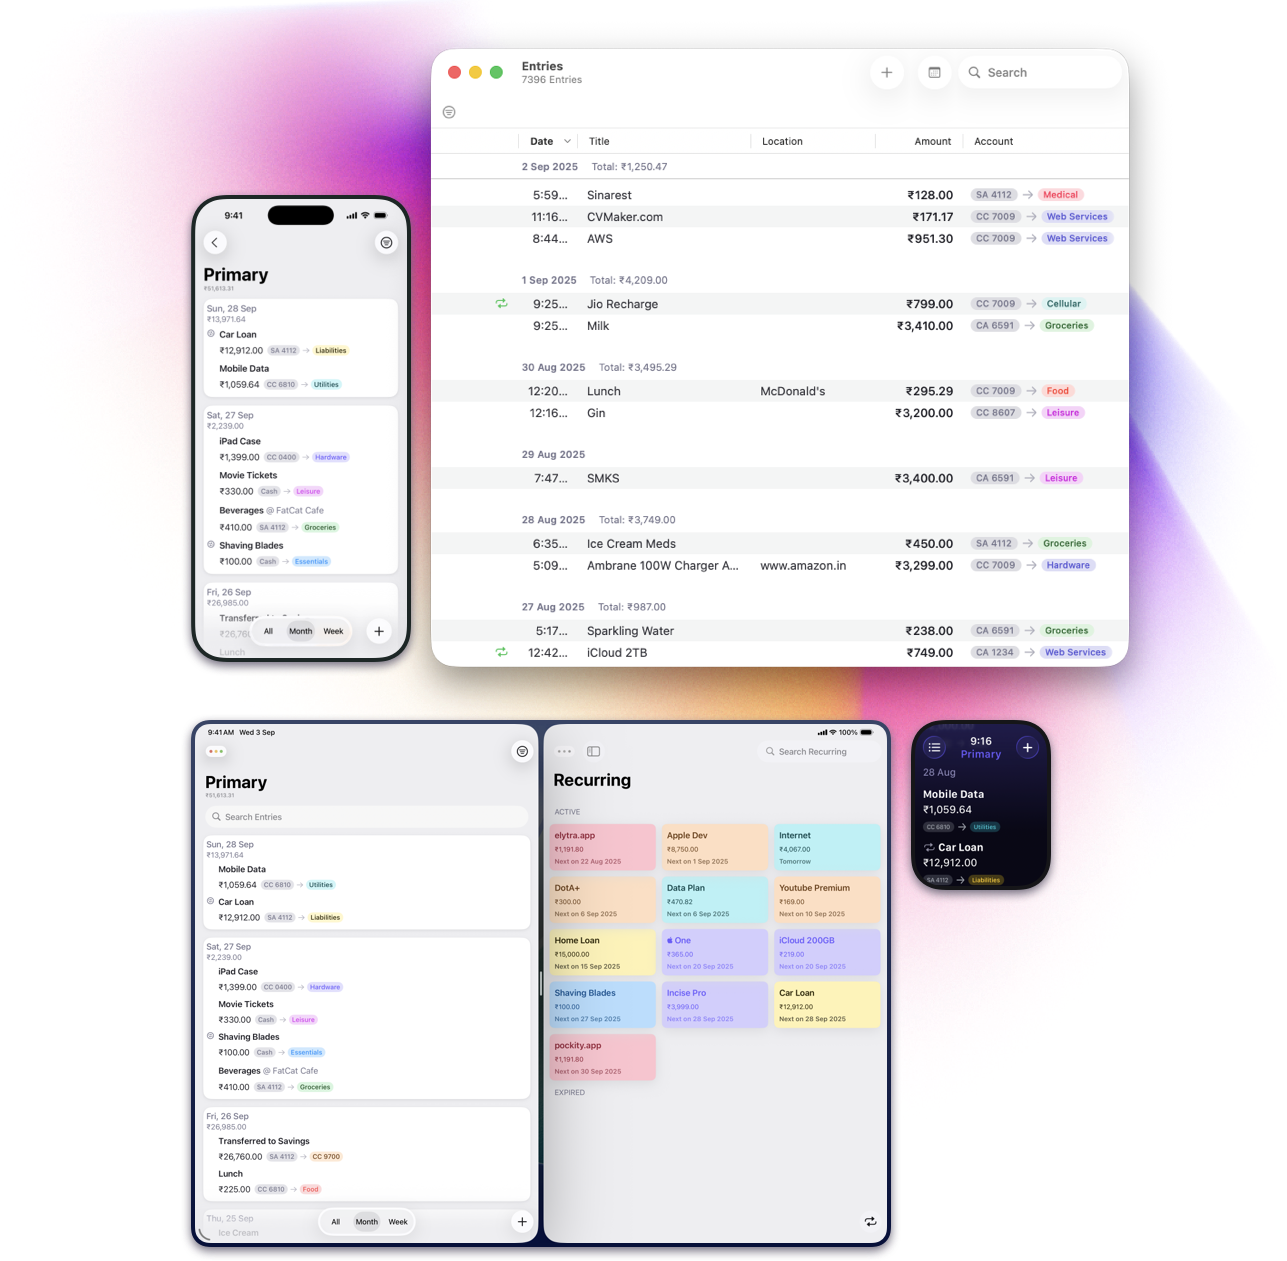 Entries
7396 Entries
Search
Date Title Location Amount Account
2 Sep 2025 Total: ₹1,250.47
5:59... Sinarest ₹128.00 SA 4112 → Medical
11:16... CVMaker.com ₹171.17 CC 7009 → Web Services
8:44... AWS ₹951.30 CC 7009 → Web Services
1 Sep 2025 Total: ₹4,209.00
9:25... Jio Recharge ₹799.00 CC 7009 → Cellular
9:25... Milk ₹3,410.00 CA 6591 → Groceries
30 Aug 2025 Total: ₹3,495.29
12:20... Lunch McDonald's ₹295.29 CC 7009 → Food
12:16... Gin ₹3,200.00 CC 8607 → Leisure
29 Aug 2025
7:47... SMKS ₹3,400.00 CA 6591 → Leisure
28 Aug 2025 Total: ₹3,749.00
6:35... Ice Cream Meds ₹450.00 SA 4112 → Groceries
5:09... Ambrane 100W Charger A... www.amazon.in ₹3,299.00 CC 7009 → Hardware
27 Aug 2025 Total: ₹987.00
5:17... Sparkling Water ₹238.00 CA 6591 → Groceries
12:42... iCloud 2TB ₹749.00 CA 1234 → Web Services
9:41
Primary
₹51,613.31
Sun, 28 Sep
₹13,971.64
Car Loan
₹12,912.00 SA 4112 → Liabilities
Mobile Data
₹1,059.64 CC 6810 → Utilities
Sat, 27 Sep
₹2,239.00
iPad Case
₹1,399.00 CC 0400 → Hardware
Movie Tickets
₹330.00 Cash → Leisure
Beverages @ FatCat Cafe
₹410.00 SA 4112 → Groceries
Shaving Blades
₹100.00 Cash → Essentials
Fri, 26 Sep
₹26,985.00
All Month Week
Lunch
9:41 AM Wed 3 Sep
Primary
₹51,613.31
Search Entries
Sun, 28 Sep
₹13,971.64
Mobile Data
₹1,059.64 CC 6810 → Utilities
Car Loan
₹12,912.00 SA 4112 → Liabilities
Sat, 27 Sep
₹2,239.00
iPad Case
₹1,399.00 CC 0400 → Hardware
Movie Tickets
₹330.00 Cash → Leisure
Shaving Blades
₹100.00 Cash → Essentials
Beverages @ FatCat Cafe
₹410.00 SA 4112 → Groceries
Fri, 26 Sep
₹26,985.00
Transferred to Savings
₹26,760.00 SA 4112 → CC 9700
Lunch
₹225.00 CC 6810 → Food
Thu, 25 Sep
Ice Cream
All Month Week
100%
Search Recurring
Recurring
ACTIVE
elytra.app
₹1,191.80
Next on 22 Aug 2025
Apple Dev
₹8,750.00
Next on 1 Sep 2025
Internet
₹4,067.00
Tomorrow
DotA+
₹300.00
Next on 6 Sep 2025
Data Plan
₹470.82
Next on 6 Sep 2025
Youtube Premium
₹169.00
Next on 10 Sep 2025
Home Loan
₹15,000.00
Next on 15 Sep 2025
One
₹365.00
Next on 20 Sep 2025
iCloud 200GB
₹219.00
Next on 20 Sep 2025
Shaving Blades
₹100.00
Next on 27 Sep 2025
Incise Pro
₹3,999.00
Next on 28 Sep 2025
Car Loan
₹12,912.00
Next on 28 Sep 2025
pockity.app
₹1,191.80
Next on 30 Sep 2025
EXPIRED
9:16
Primary
28 Aug
Mobile Data
₹1,059.64
CC 6810 → Utilities
Car Loan
₹12,912.00
SA 4112 → Liabilities